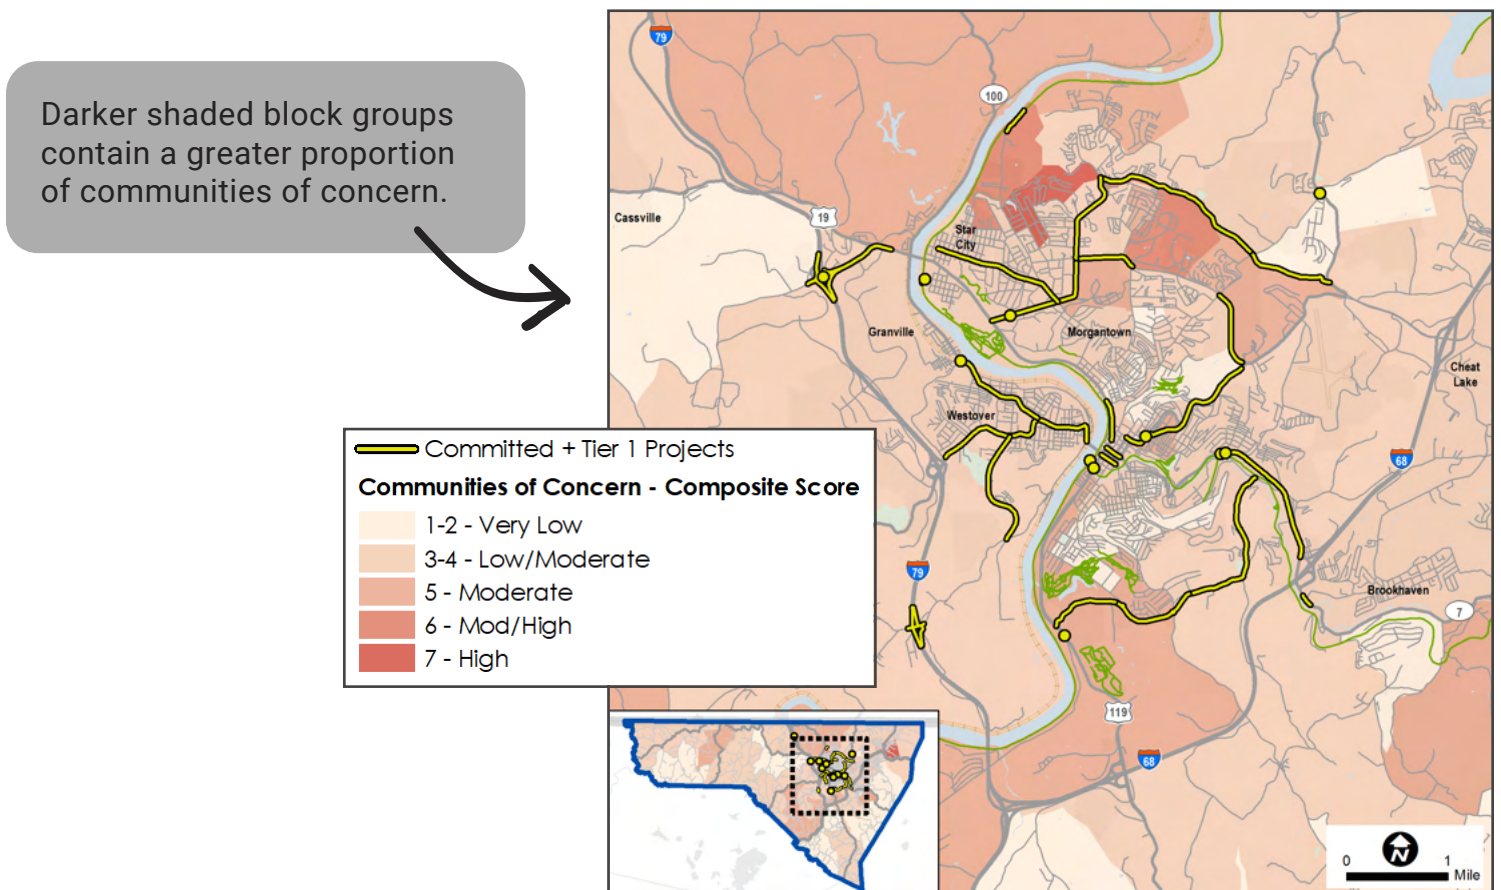 Darker shaded block groups
contain a greater proportion
of communities of concern.
79
100
Cassville
19
Star
City
Granville
Morgantown
Cheat
Lake
Westover
68
Committed + Tier 1 Projects
Communities of Concern - Composite Score
1-2 - Very Low
3-4 - Low/Moderate
5 - Moderate
6 - Mod/High
7 - High
79
Brookhaven
7
119
68
N
0 1
Mile